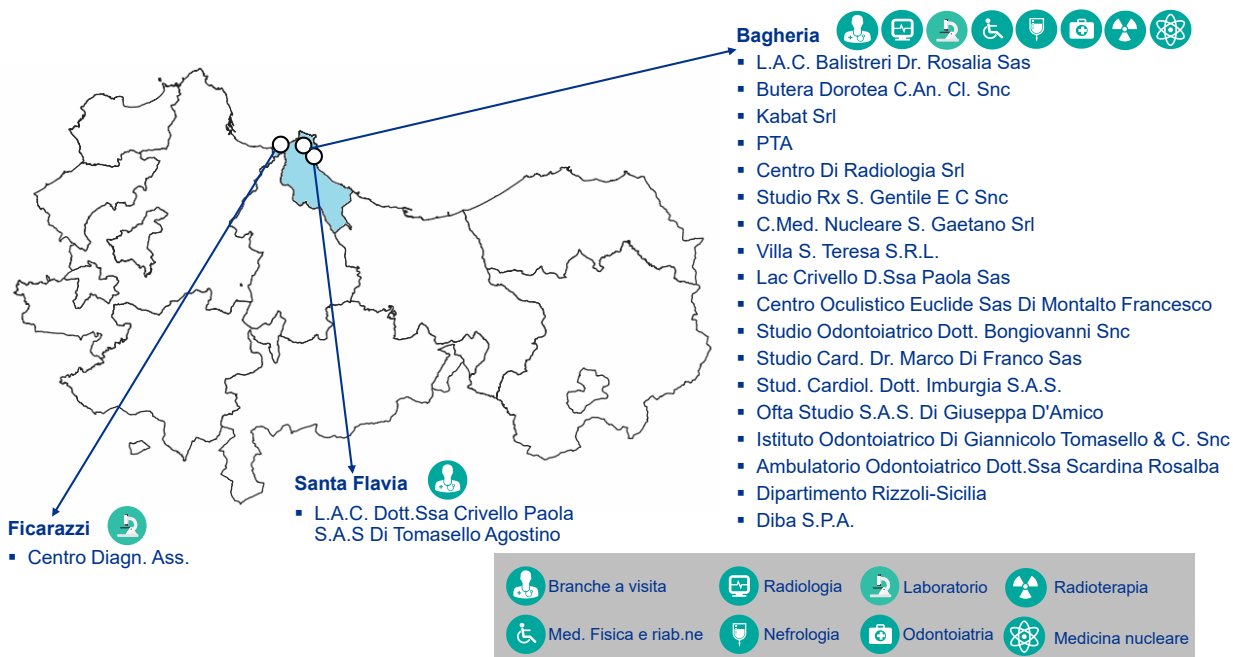 Bagheria
▪ L.A.C. Balistreri Dr. Rosalia Sas
▪ Butera Dorotea C.An. Cl. Snc
▪ Kabat Srl
▪ PTA
▪ Centro Di Radiologia Srl
▪ Studio Rx S. Gentile E C Snc
▪ C.Med. Nucleare S. Gaetano Srl
▪ Villa S. Teresa S.R.L.
▪ Lac Crivello D.Ssa Paola Sas
▪ Centro Oculistico Euclide Sas Di Montalto Francesco
▪ Studio Odontoiatrico Dott. Bongiovanni Snc
▪ Studio Card. Dr. Marco Di Franco Sas
▪ Stud. Cardiol. Dott. Imburgia S.A.S.
▪ Ofta Studio S.A.S. Di Giuseppa D'Amico
▪ Istituto Odontoiatrico Di Giannicolo Tomasello & C. Snc
▪ Ambulatorio Odontoiatrico Dott.Ssa Scardina Rosalba
▪ Dipartimento Rizzoli-Sicilia
▪ Diba S.P.A.
Santa Flavia
▪ L.A.C. Dott.Ssa Crivello Paola
S.A.S Di Tomasello Agostino
Ficarazzi
▪ Centro Diagn. Ass.
Branche a visita
Radiologia
Laboratorio
Radioterapia
Med. Fisica e riab.ne
Nefrologia
Odontoiatria
Medicina nucleare